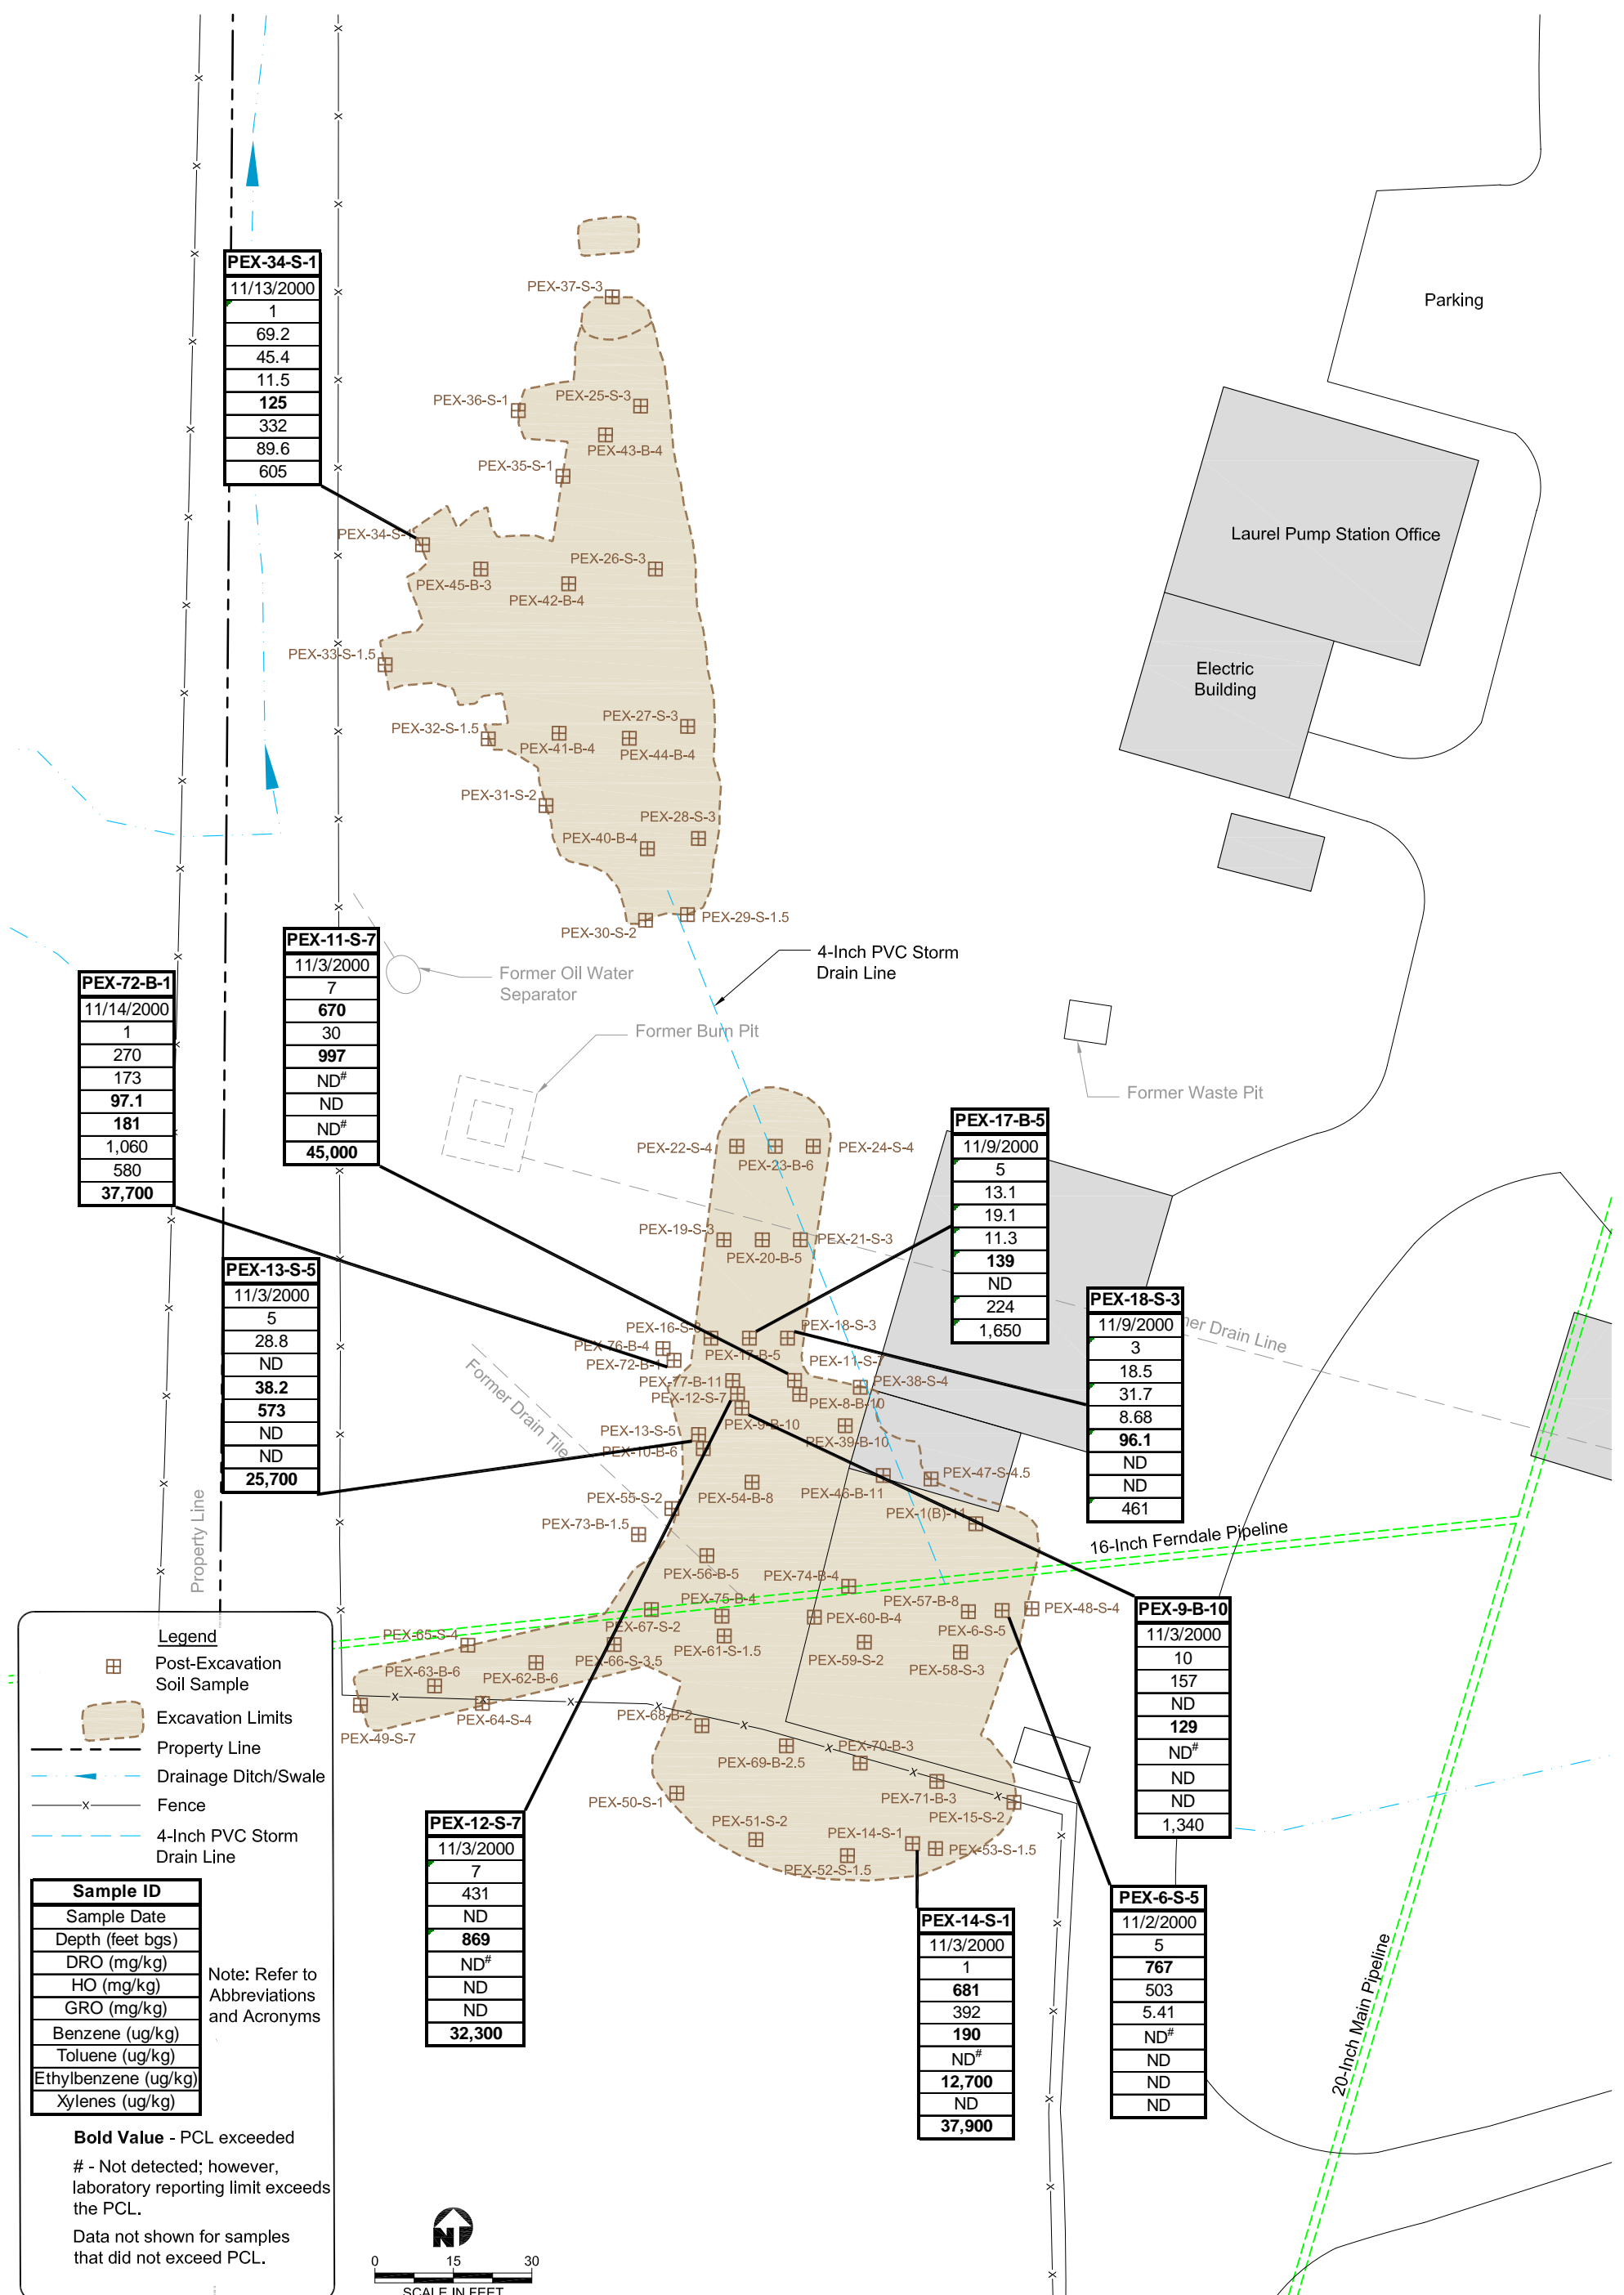 PEX-34-S-1
11/13/2000
1
69.2
45.4
11.5
125
332
89.6
605
PEX-37-S-3
PEX-36-S-1
PEX-25-S-3
PEX-43-B-4
PEX-35-S-1
PEX-34-S-1
PEX-45-B-3
PEX-42-B-4
PEX-26-S-3
PEX-33-S-1.5
PEX-32-S-1.5
PEX-41-B-4
PEX-27-S-3
PEX-44-B-4
PEX-31-S-2
PEX-28-S-3
PEX-40-B-4
PEX-29-S-1.5
PEX-30-S-2
Parking
Laurel Pump Station Office
Electric
Building
4-Inch PVC Storm
Drain Line
Former Oil Water
Separator
Former Burn Pit
Former Waste Pit
PEX-72-B-1
11/14/2000
1
270
173
97.1
181
1,060
580
37,700
PEX-11-S-7
11/3/2000
7
670
30
997
ND#
ND
ND#
45,000
PEX-13-S-5
11/3/2000
5
28.8
ND
38.2
573
ND
ND
25,700
PEX-17-B-5
11/9/2000
5
13.1
19.1
11.3
139
ND
224
1,650
PEX-18-S-3
11/9/2000
3
18.5
31.7
8.68
96.1
ND
ND
461
PEX-22-S-4
PEX-23-B-6
PEX-24-S-4
PEX-19-S-3
PEX-20-B-5
PEX-21-S-3
PEX-16-S-
PEX-18-S-3
PEX-76-B-4
PEX-17-B-5
PEX-72-B-1
PEX-11-S-7
PEX-77-B-11
PEX-38-S-4
PEX-12-S-7
PEX-8-B-10
PEX-9-B-10
PEX-13-S-5
PEX-39-B-10
PEX-10-B-6
PEX-47-S-4.5
PEX-54-B-8
PEX-46-B-11
PEX-55-S-2
PEX-1(B)-11
PEX-73-B-1.5
PEX-56-B-5
PEX-74-B-4
PEX-75-B-4
PEX-57-B-8
PEX-48-S-4
PEX-60-B-4
PEX-6-S-5
PEX-67-S-2
PEX-65-S-4
PEX-61-S-1.5
PEX-59-S-2
PEX-58-S-3
PEX-66-S-3.5
PEX-63-B-6
PEX-62-B-6
PEX-64-S-4
PEX-49-S-7
PEX-68-B-2
PEX-69-B-2.5
PEX-70-B-3
PEX-71-B-3
PEX-50-S-1
PEX-15-S-2
PEX-51-S-2
PEX-14-S-1
PEX-53-S-1.5
PEX-52-S-1.5
Former Drain Tile
ner Drain Line
Property Line
16-Inch Ferndale Pipeline
20-Inch Main Pipeline
PEX-9-B-10
11/3/2000
10
157
ND
129
ND#
ND
ND
1,340
PEX-12-S-7
11/3/2000
7
431
ND
869
ND#
ND
ND
32,300
PEX-14-S-1
11/3/2000
1
681
392
190
ND#
12,700
ND
37,900
PEX-6-S-5
11/2/2000
5
767
503
5.41
ND#
ND
ND
ND
Legend
Post-Excavation
Soil Sample
Excavation Limits
Property Line
Drainage Ditch/Swale
Fence
4-Inch PVC Storm
Drain Line
Sample ID
Sample Date
Depth (feet bgs)
DRO (mg/kg)
HO (mg/kg)
GRO (mg/kg)
Benzene (ug/kg)
Toluene (ug/kg)
Ethylbenzene (ug/kg)
Xylenes (ug/kg)
Note: Refer to
Abbreviations
and Acronyms
Bold Value - PCL exceeded
# - Not detected; however,
laboratory reporting limit exceeds
the PCL.
Data not shown for samples
that did not exceed PCL.
N
0 15 30
SCALE IN FEET